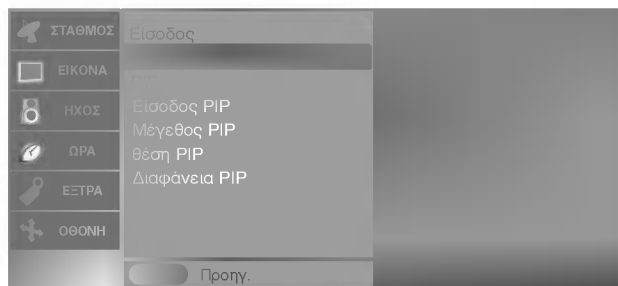 ΣΤΑΘΜΟΣ
ΕΙΚΟΝΑ
ΗΧΟΣ
ΩΡΑ
ΕΞΤΡΑ
ΟΘΟΝΗ
Είσοδος
Είσοδος PIP
Μέγεθος PIP
θέση PIP
Διαφάνεια PIP
Προηγ.